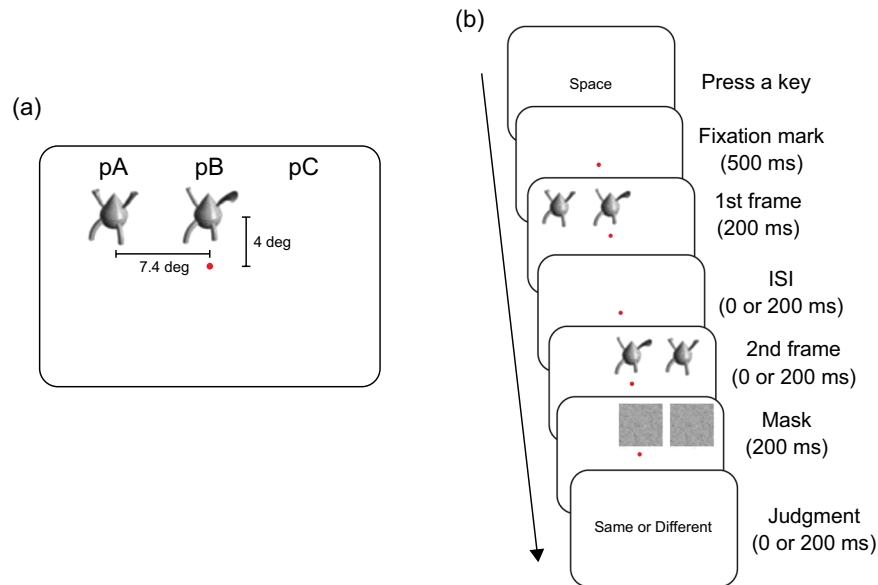 (a)
pA pB pC
4 deg
7.4 deg
(b)
Space
Press a key
Fixation mark
(500 ms)
1st frame
(200 ms)
ISI
(0 or 200 ms)
2nd frame
(0 or 200 ms)
Mask
(200 ms)
Same or Different
Judgment
(0 or 200 ms)